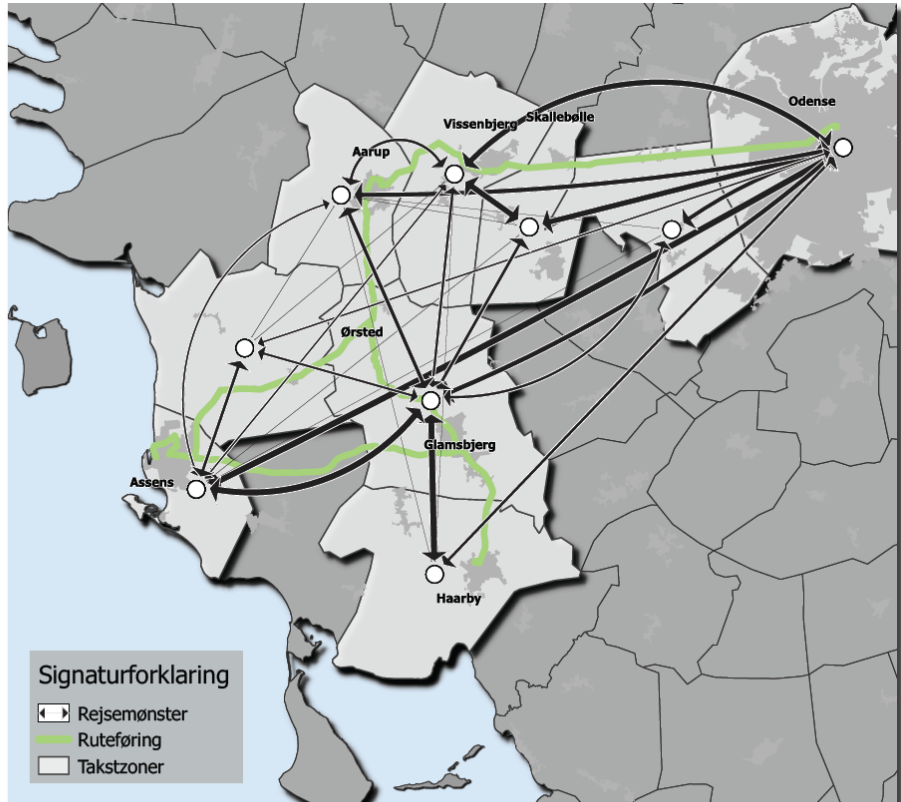 Odense
Skallebølle
Vissenbjerg
Aarup
Ørsted
Glamsbjerg
Assens
Haarby
Signaturforklaring
Rejsemønster
Ruteføring
Takstzoner